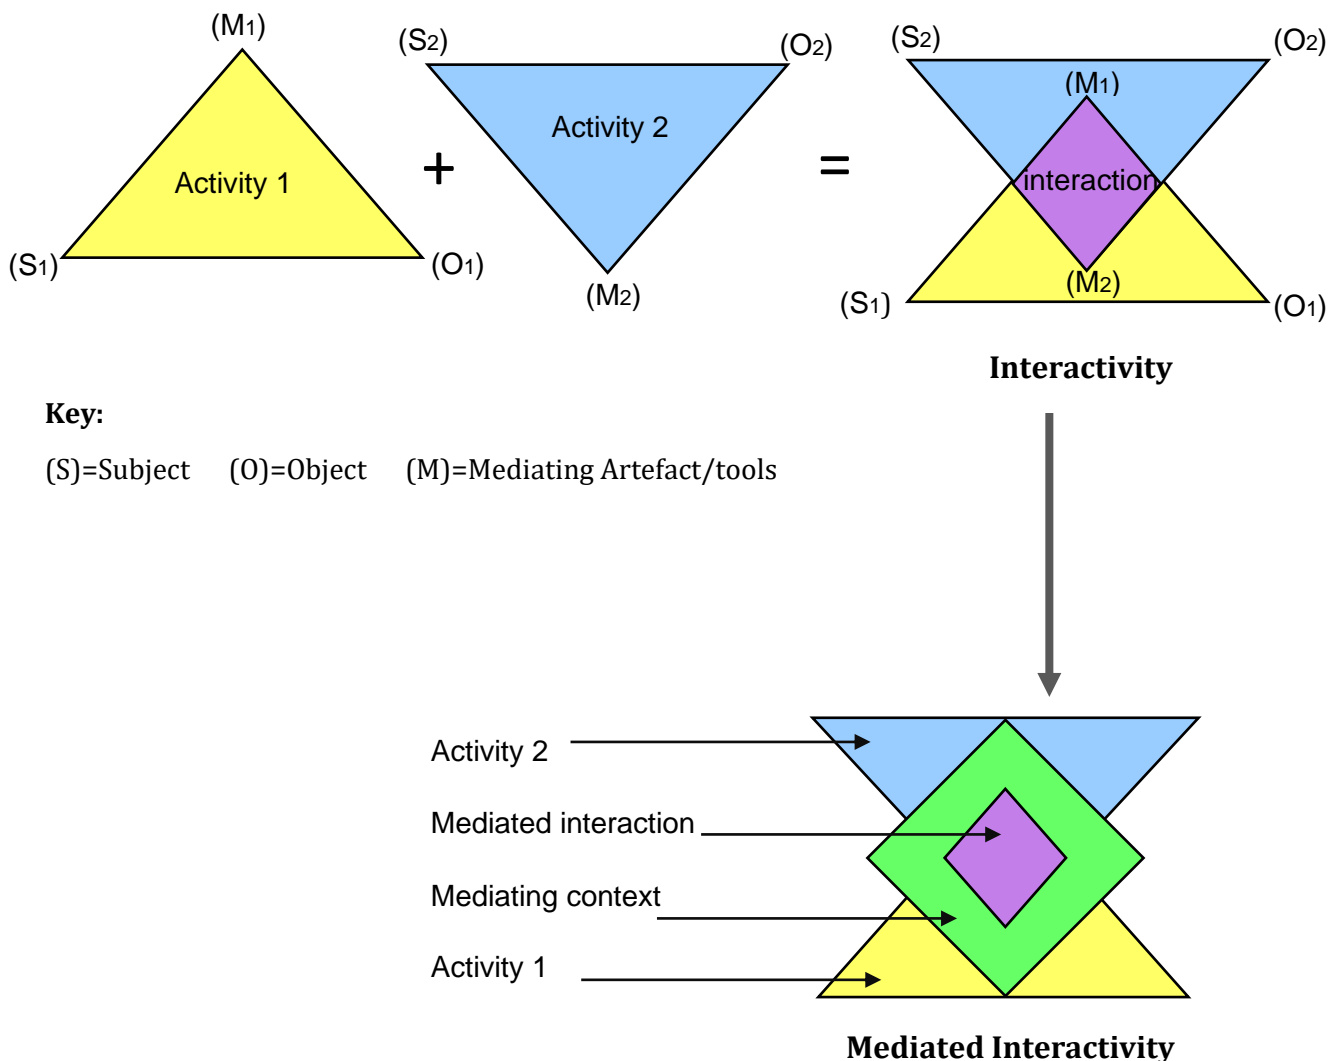 (M1)
(S2)
(O2)
(S2)
(O2)
(M1)
Activity 2
Activity 1
+
=
interaction
(S1)
(O1)
(M2)
(M2)
(S1)
(O1)
Interactivity
Key:
(S)=Subject (O)=Object (M)=Mediating Artefact/tools
Activity 2
Mediated interaction
Mediating context
Activity 1
Mediated Interactivity